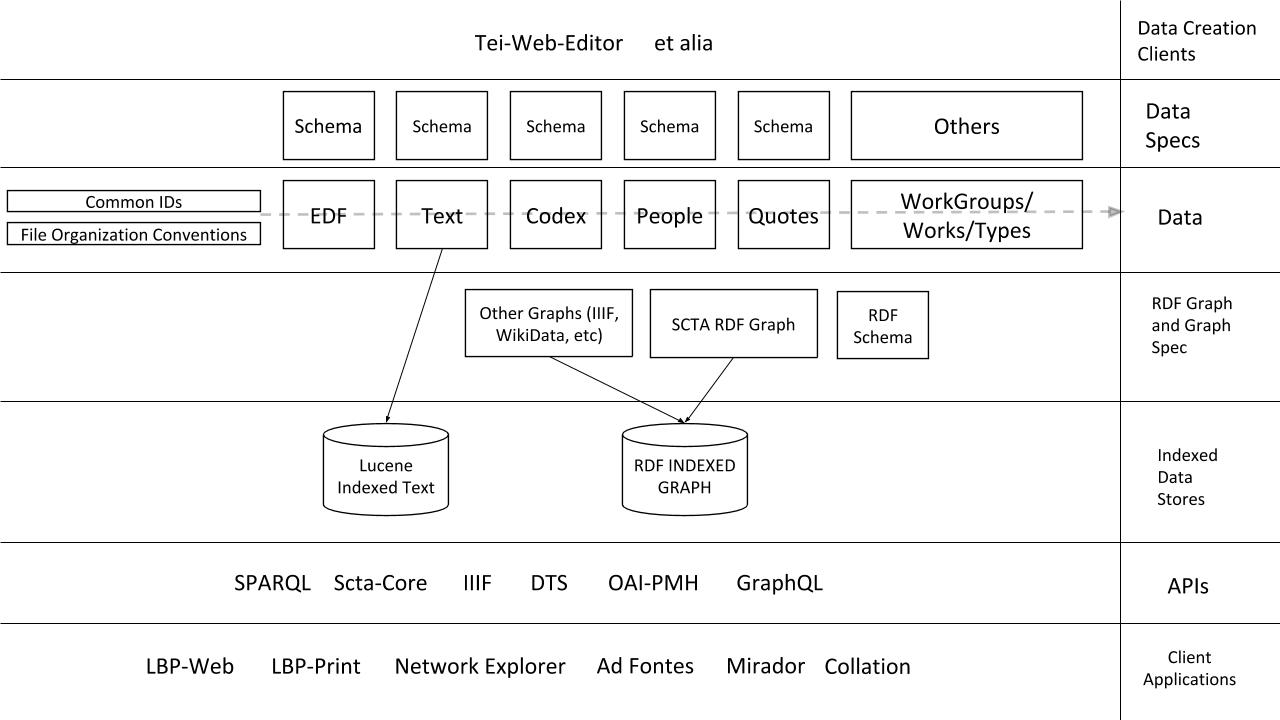 Tei-Web-Editor et alia
Data Creation
Clients
Schema
Schema
Schema
Schema
Schema
Others
Data
Specs
Common IDs
File Organization Conventions
EDF
Text
Codex
People
Quotes
WorkGroups/
Works/Types
Data
Other Graphs (IIIF,
WikiData, etc)
SCTA RDF Graph
RDF
Schema
RDF Graph
and Graph
Spec
Lucene
Indexed Text
RDF INDEXED
GRAPH
Indexed
Data
Stores
SPARQL Scta-Core IIIF DTS OAI-PMH GraphQL
APIs
LBP-Web LBP-Print Network Explorer Ad Fontes Mirador Collation
Client
Applications